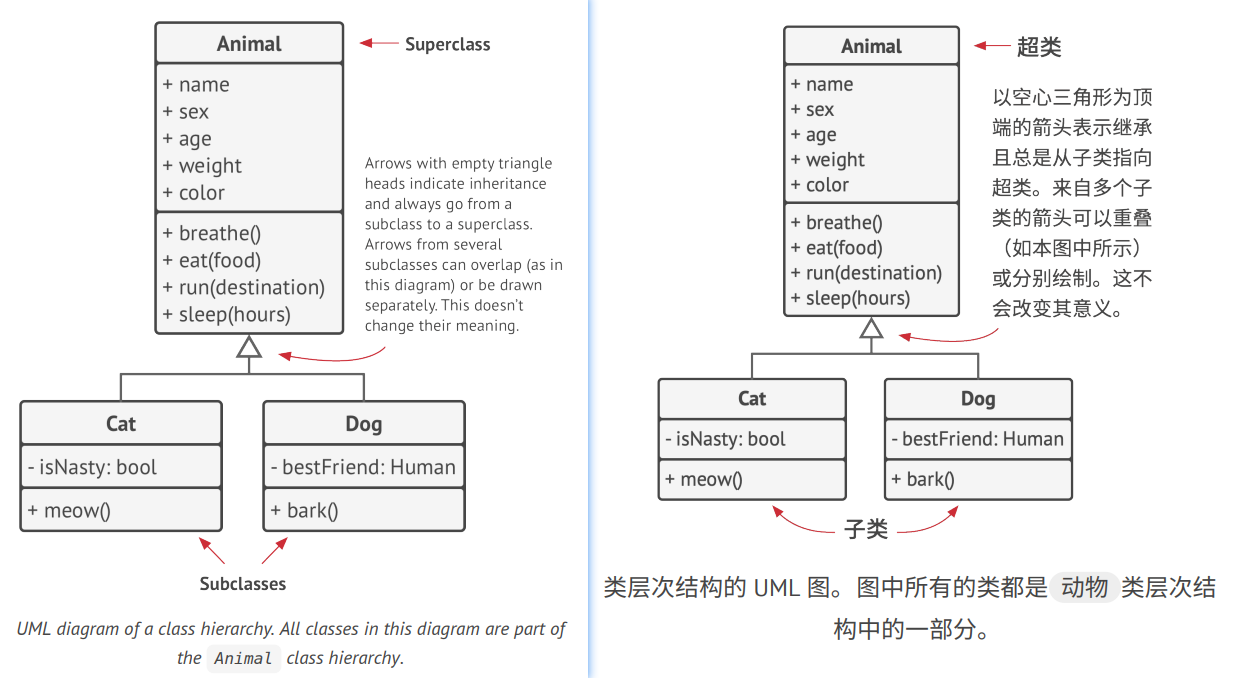 Animal
Superclass
+ name
+ sex
+ age
+ weight
+ color
+ breathe()
+ eat(food)
+ run(destination)
+ sleep(hours)
Arrows with empty triangle
heads indicate inheritance
and always go from a
subclass to a superclass.
Arrows from several
subclasses can overlap (as in
this diagram) or be drawn
separately. This doesn't
change their meaning.
Cat
- isNasty: bool
+ meow()
Dog
- bestFriend: Human
+ bark()
Subclasses
UML diagram of a class hierarchy. All classes in this diagram are part of
the Animal class hierarchy.
Animal
超类
+ name
+ sex
+ age
+ weight
+ color
+ breathe()
+ eat(food)
+ run(destination)
+ sleep(hours)
以空心三角形为顶
端的箭头表示继承
且总是从子类指向
超类。来自多个子
类的箭头可以重叠
（如本图中所示）
或分别绘制。这不
会改变其意义。
Cat
- isNasty: bool
+ meow()
Dog
- bestFriend: Human
+ bark()
子类
类层次结构的 UML 图。图中所有的类都是 动物 类层次结
构中的一部分。